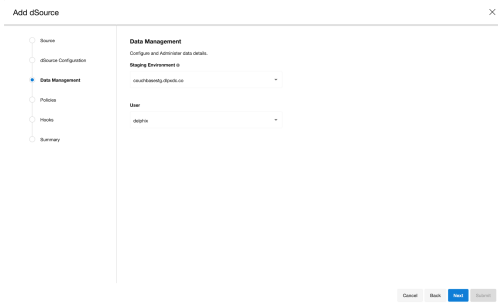 Add dSource
Source
dSource Configuration
Data Management
Policies
Hooks
Summary
Data Management
Configure and Administer data details.
Staging Environment
couchbasestg.dlpxdc.co
User
delphix
Cancel Back Next Submit